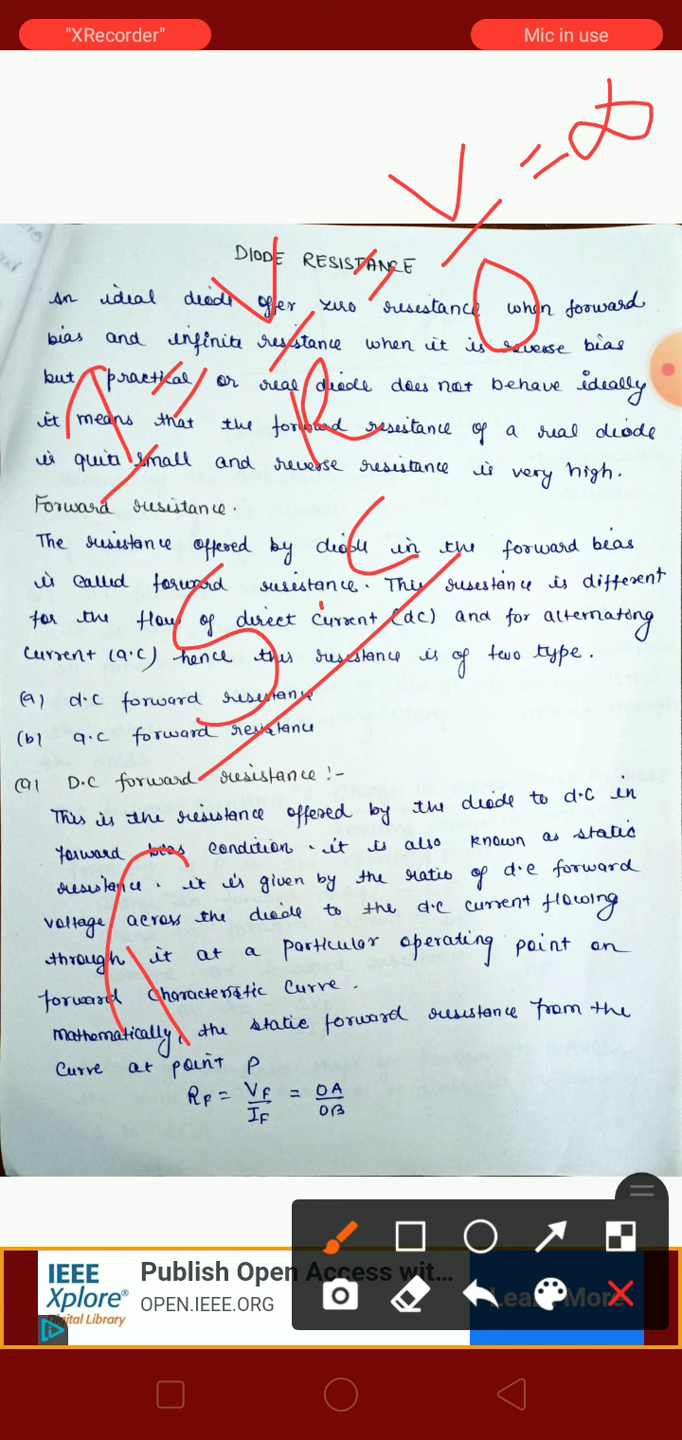 "XRecorder"
Mic in use
I = V/R = V/0 = ∞
DIODE RESISTANCE
An ideal diode offer zero resestance when forward
bias and infinite resistance when it is reverse bias
but practical or real diode does not behave ideally
it means that the forward resistance of a real diode
is quite small and reverse resistance is very high.
Forward resistance.
The resistance offered by diode in the forward bias
is called forward resistance. This resestance is different
for the flow of direct Current (dc) and for alternating
current (a.c) hence this resistance is of two type.
(a) d.c forward resestance
(b) a.c forward resistance
(a) D.c forward resistance :-
This is the resistance offered by the diode to d.c in
forward bias condition. it is also known as static
resistance. it is given by the ratio of d.c forward
voltage across the diode to the d.c current flowing
through it at a particular operating point on
forward characteristic curve.
mathematically, the static forward resistance from the
Curve at point P
RF = VF/IF = OA/OB
SC
IEEE
Xplore®
Digital Library
Publish Open Access wit...
OPEN.IEEE.ORG
Learn More